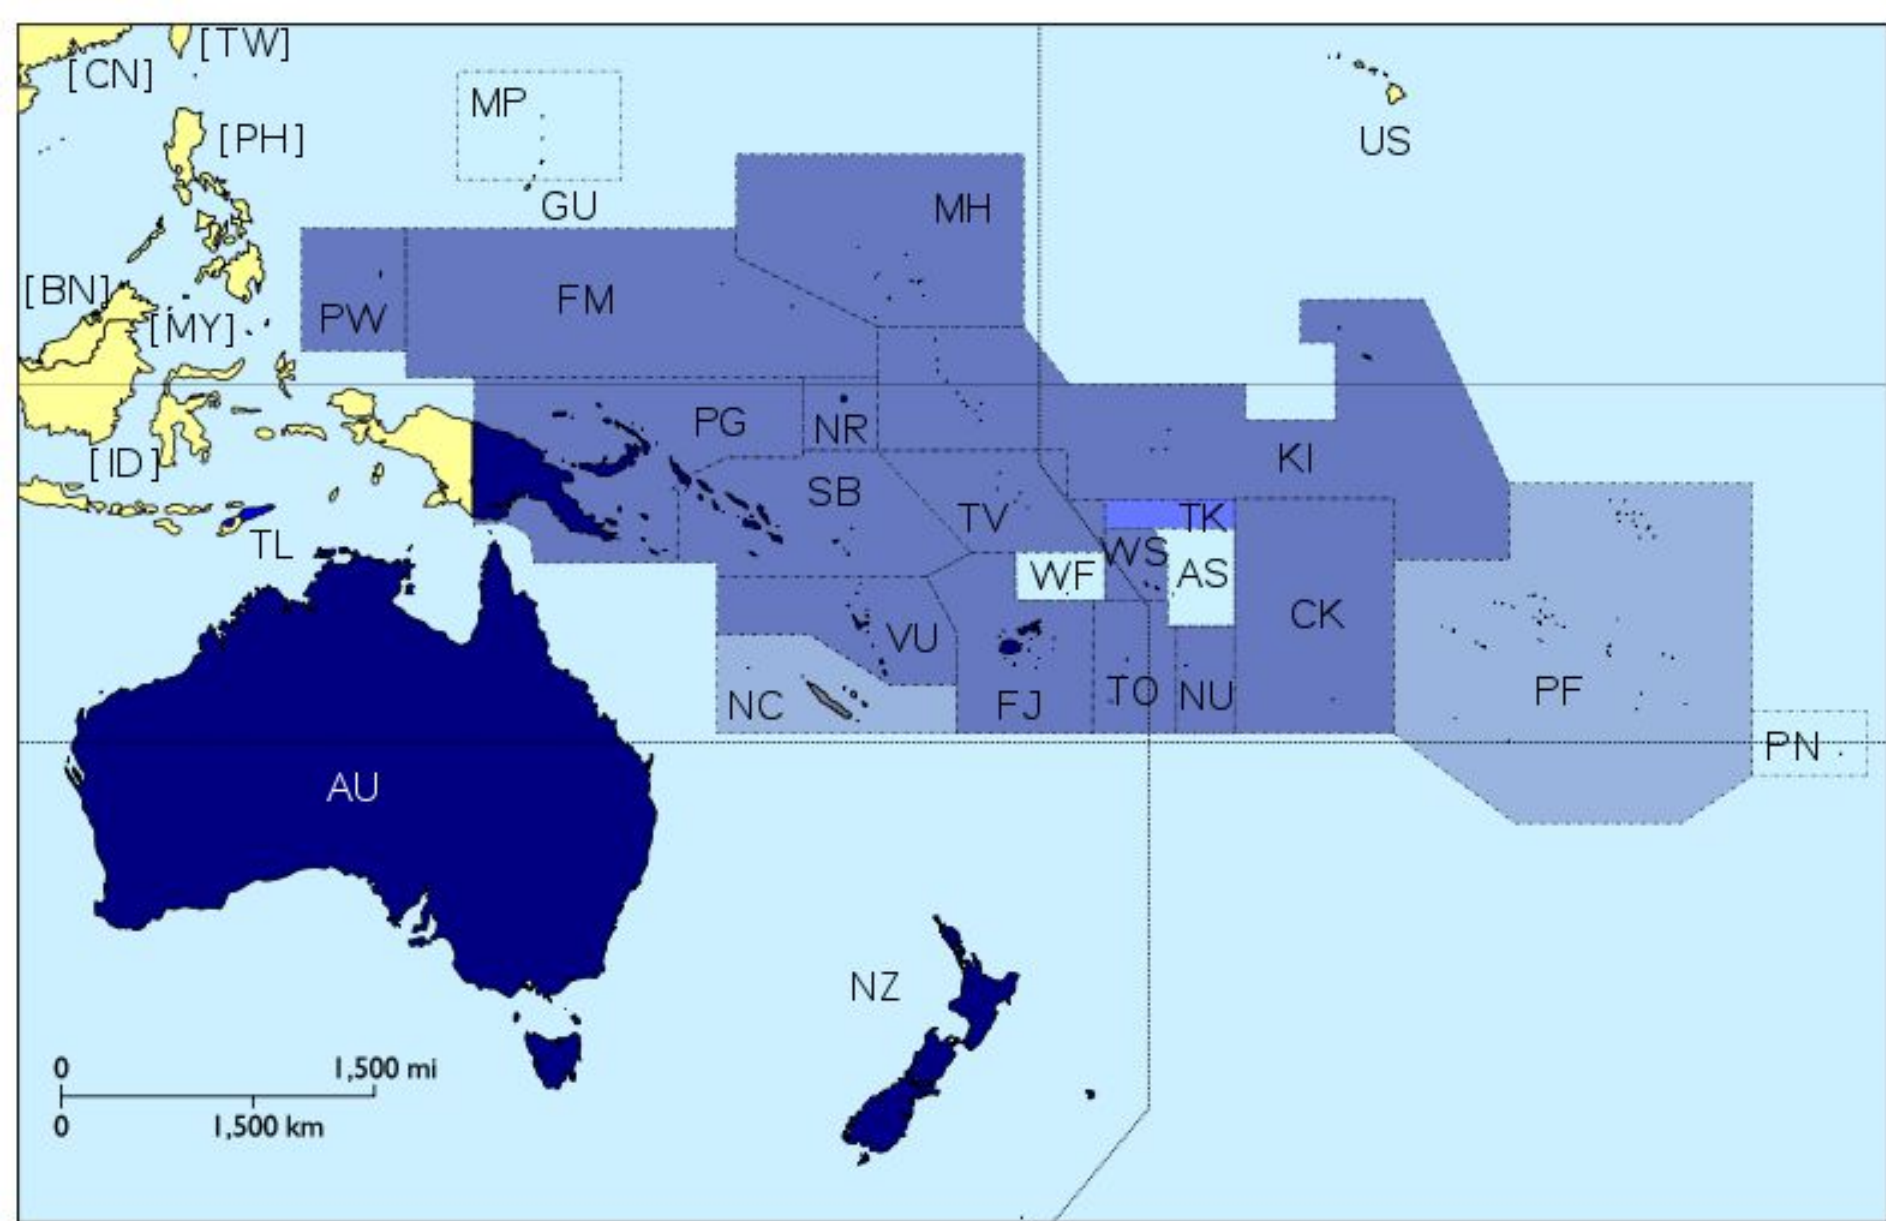 [TW]
[CN]
MP
[PH]
US
GU
MH
[BN]
FM
PW
[MY]
PG
NR
KI
[ID]
SB
TV
TK
TL
WS
WF
AS
CK
VU
NC
FJ
TO
NU
PF
PN
AU
NZ
0 1,500 mi
0 1,500 km